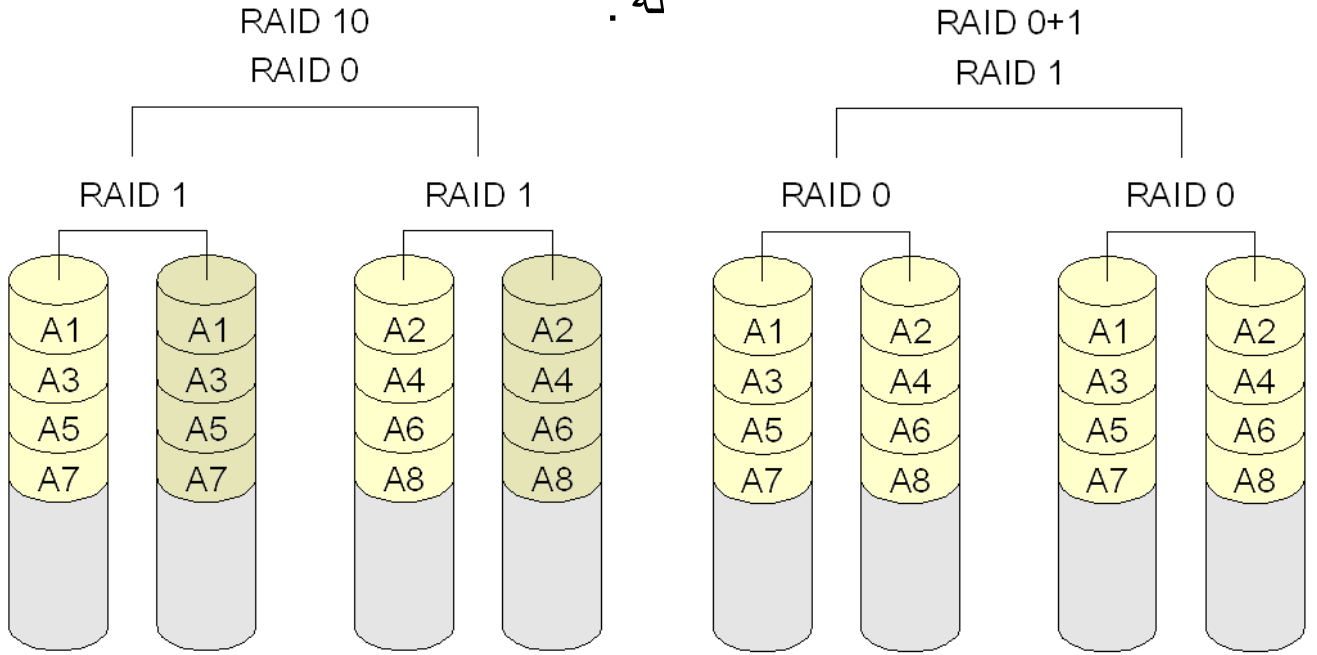 RAID 10
RAID 0
RAID 1
RAID 1
A1 A1 A2 A2
A3 A3 A4 A4
A5 A5 A6 A6
A7 A7 A8 A8
RAID 0+1
RAID 1
RAID 0
RAID 0
A1 A2 A1 A2
A3 A4 A3 A4
A5 A6 A5 A6
A7 A8 A7 A8